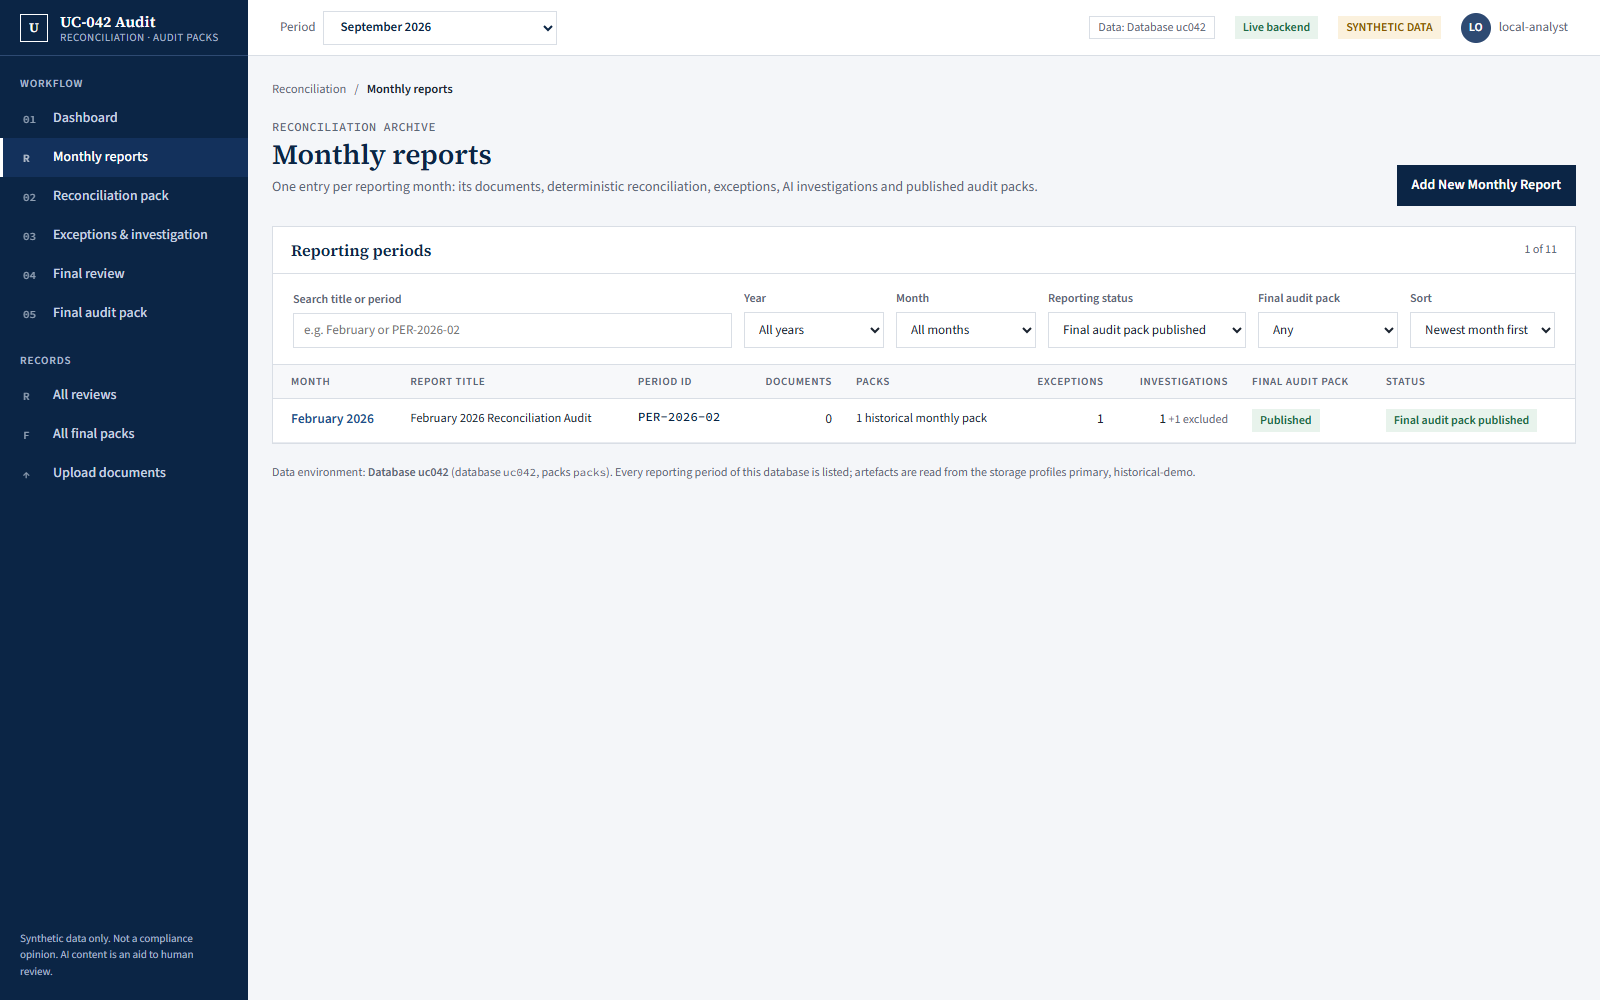 U
UC-042 Audit
RECONCILIATION · AUDIT PACKS
Period
September 2026
Data: Database uc042
Live backend
SYNTHETIC DATA
LO
local-analyst
WORKFLOW
01 Dashboard
R Monthly reports
02 Reconciliation pack
03 Exceptions & investigation
04 Final review
05 Final audit pack
RECORDS
R All reviews
F All final packs
↑ Upload documents
Synthetic data only. Not a compliance
opinion. AI content is an aid to human
review.
Reconciliation / Monthly reports
RECONCILIATION ARCHIVE
Monthly reports
One entry per reporting month: its documents, deterministic reconciliation, exceptions, AI investigations and published audit packs.
Add New Monthly Report
Reporting periods
1 of 11
Search title or period
e.g. February or PER-2026-02
Year
All years
Month
All months
Reporting status
Final audit pack published
Final audit pack
Any
Sort
Newest month first
MONTH REPORT TITLE PERIOD ID DOCUMENTS PACKS EXCEPTIONS INVESTIGATIONS FINAL AUDIT PACK STATUS
February 2026 February 2026 Reconciliation Audit PER-2026-02 0 1 historical monthly pack 1 1 +1 excluded Published Final audit pack published
Data environment: Database uc042 (database uc042, packs packs). Every reporting period of this database is listed; artefacts are read from the storage profiles primary, historical-demo.